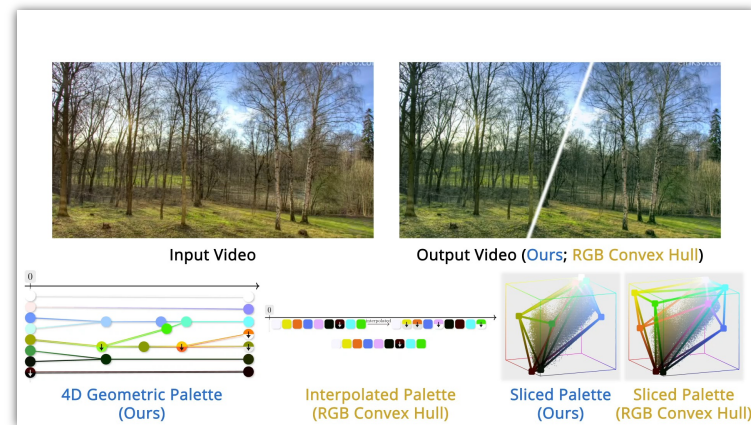 Input Video
Output Video (Ours; RGB Convex Hull)
0
0
interpolated
4D Geometric Palette
(Ours)
Interpolated Palette
(RGB Convex Hull)
Sliced Palette
(Ours)
Sliced Palette
(RGB Convex Hull)